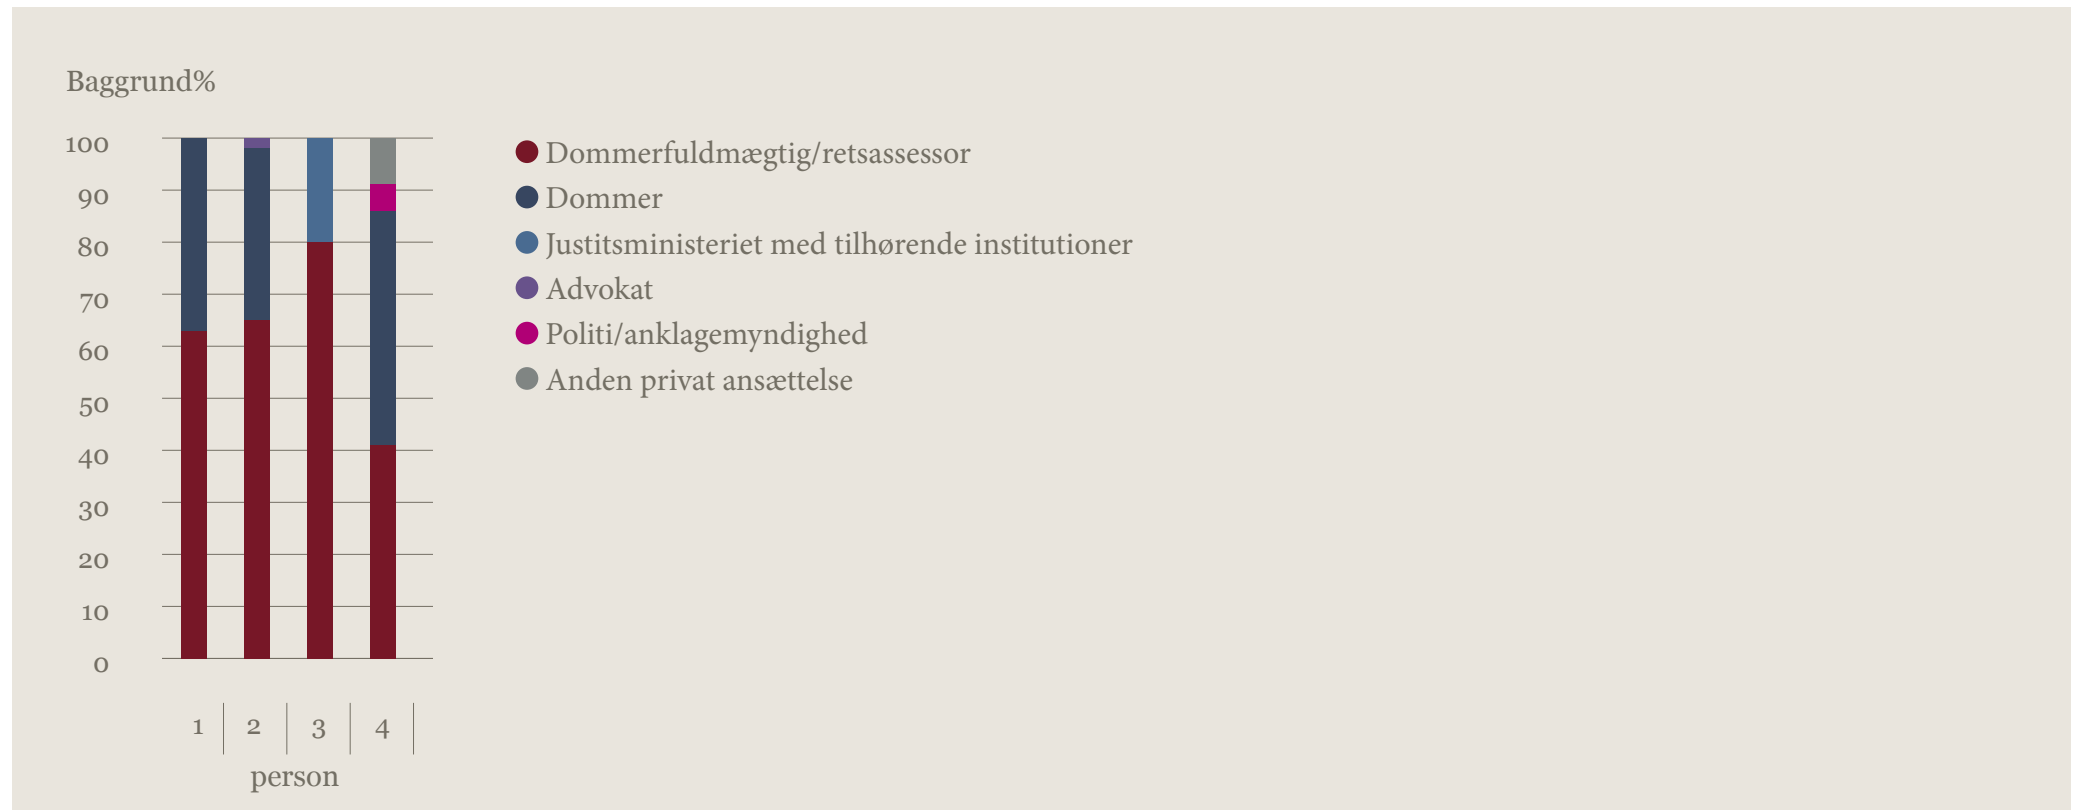 Baggrund%
100
90
80
70
60
50
40
30
20
10
0
1 2 3 4
person
Dommerfuldmægtig/retsassessor
Dommer
Justitsministeriet med tilhørende institutioner
Advokat
Politi/anklagemyndighed
Anden privat ansættelse